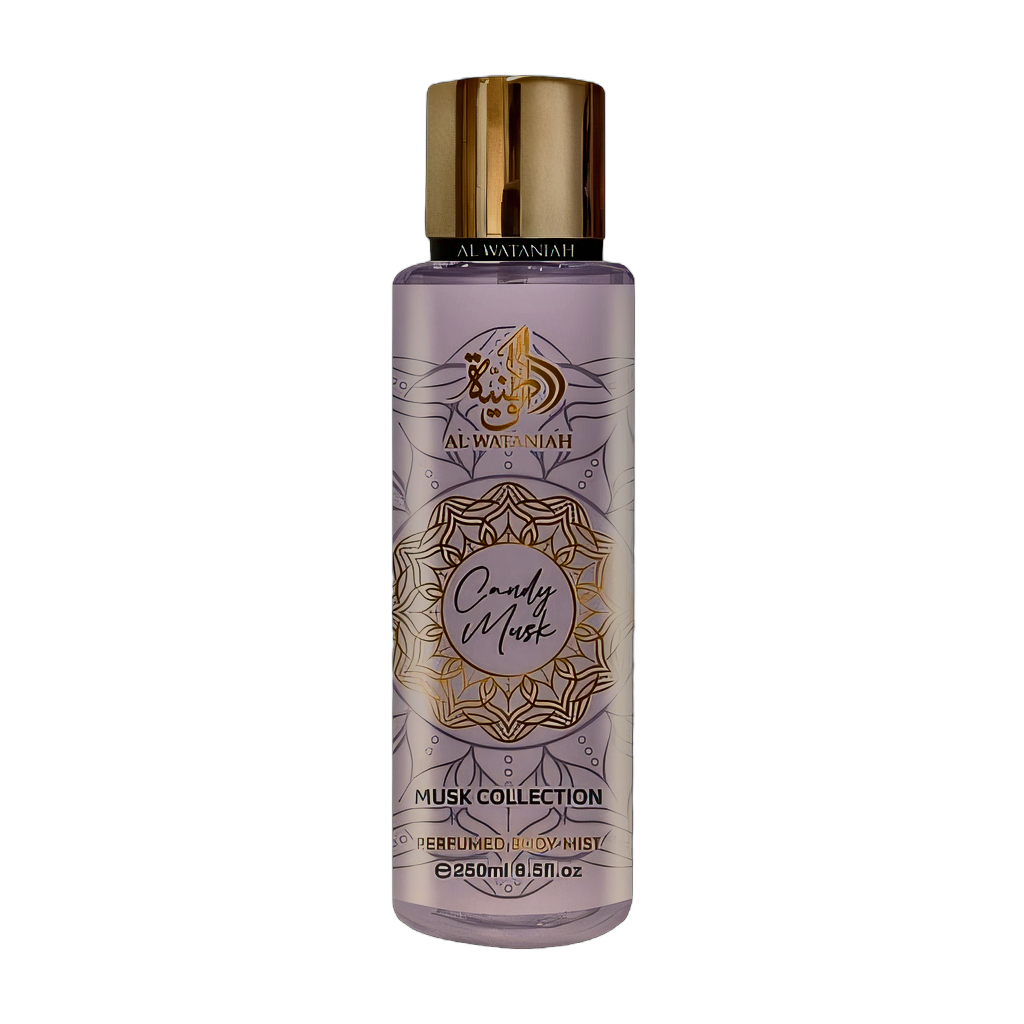 AL WATANIAH
الوطنية
AL WATANIAH
Candy
Musk
MUSK COLLECTION
PERFUMED BODY MIST
℮250ml 8.5fl.oz